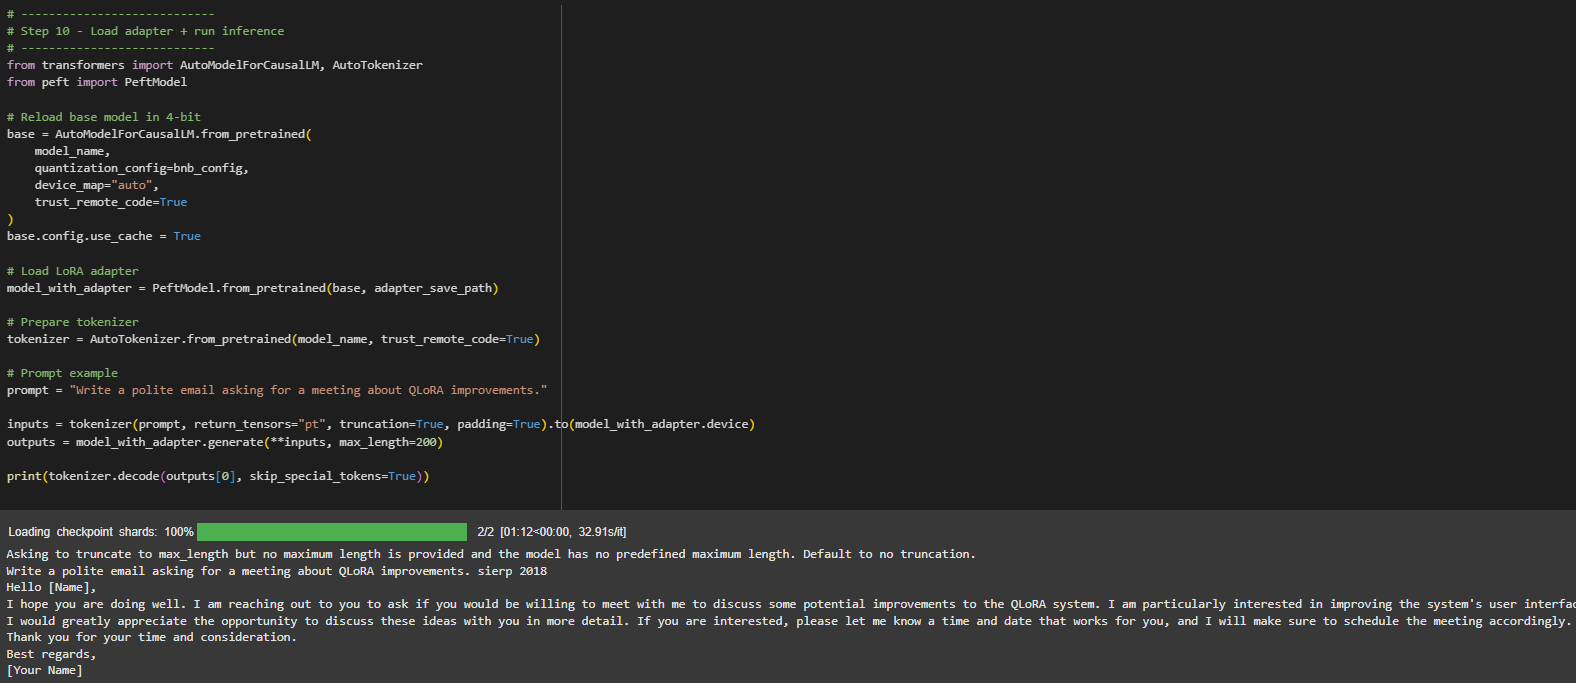 # ----------------------------
# Step 10 - Load adapter + run inference
# ----------------------------
from transformers import AutoModelForCausalLM, AutoTokenizer
from peft import PeftModel

# Reload base model in 4-bit
base = AutoModelForCausalLM.from_pretrained(
    model_name,
    quantization_config=bnb_config,
    device_map="auto",
    trust_remote_code=True
)
base.config.use_cache = True

# Load LoRA adapter
model_with_adapter = PeftModel.from_pretrained(base, adapter_save_path)

# Prepare tokenizer
tokenizer = AutoTokenizer.from_pretrained(model_name, trust_remote_code=True)

# Prompt example
prompt = "Write a polite email asking for a meeting about QLoRA improvements."

inputs = tokenizer(prompt, return_tensors="pt", truncation=True, padding=True).to(model_with_adapter.device)
outputs = model_with_adapter.generate(**inputs, max_length=200)

print(tokenizer.decode(outputs[0], skip_special_tokens=True))

Loading checkpoint shards: 100% 2/2 [01:12<00:00, 32.91s/it]
Asking to truncate to max_length but no maximum length is provided and the model has no predefined maximum length. Default to no truncation.
Write a polite email asking for a meeting about QLoRA improvements. sierp 2018
Hello [Name],
I hope you are doing well. I am reaching out to you to ask if you would be willing to meet with me to discuss some potential improvements to the QLoRA system. I am particularly interested in improving the system's user interfac
I would greatly appreciate the opportunity to discuss these ideas with you in more detail. If you are interested, please let me know a time and date that works for you, and I will make sure to schedule the meeting accordingly.
Thank you for your time and consideration.
Best regards,
[Your Name]